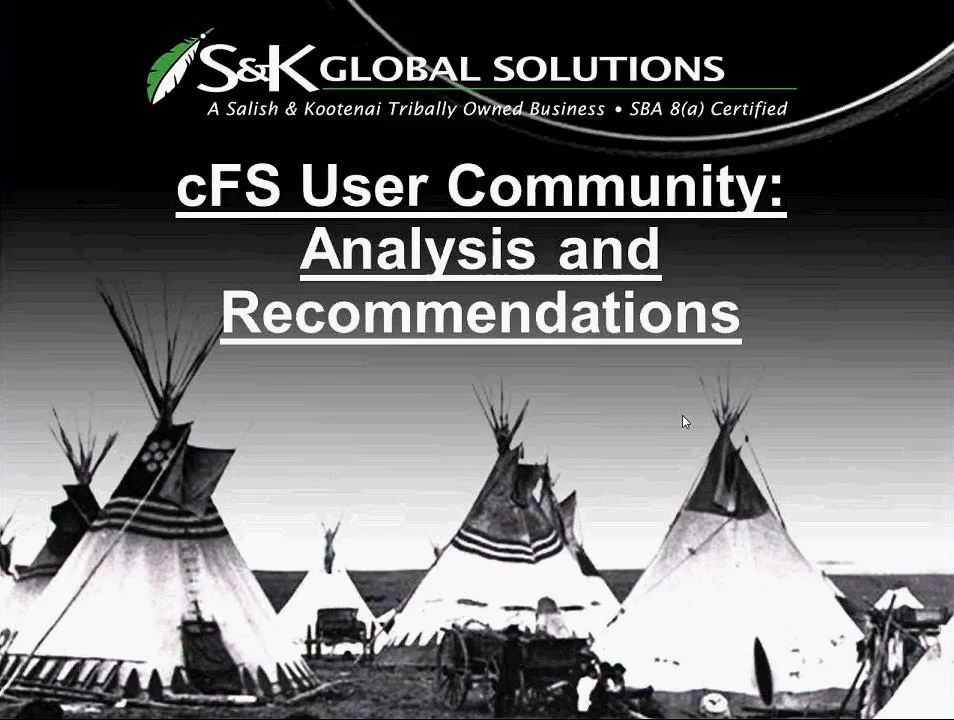 S&K GLOBAL SOLUTIONS
A Salish & Kootenai Tribally Owned Business • SBA 8(a) Certified
cFS User Community:
Analysis and
Recommendations